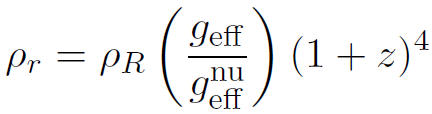 ρ_r = ρ_R (g_eff / g_eff^nu) (1 + z)^4